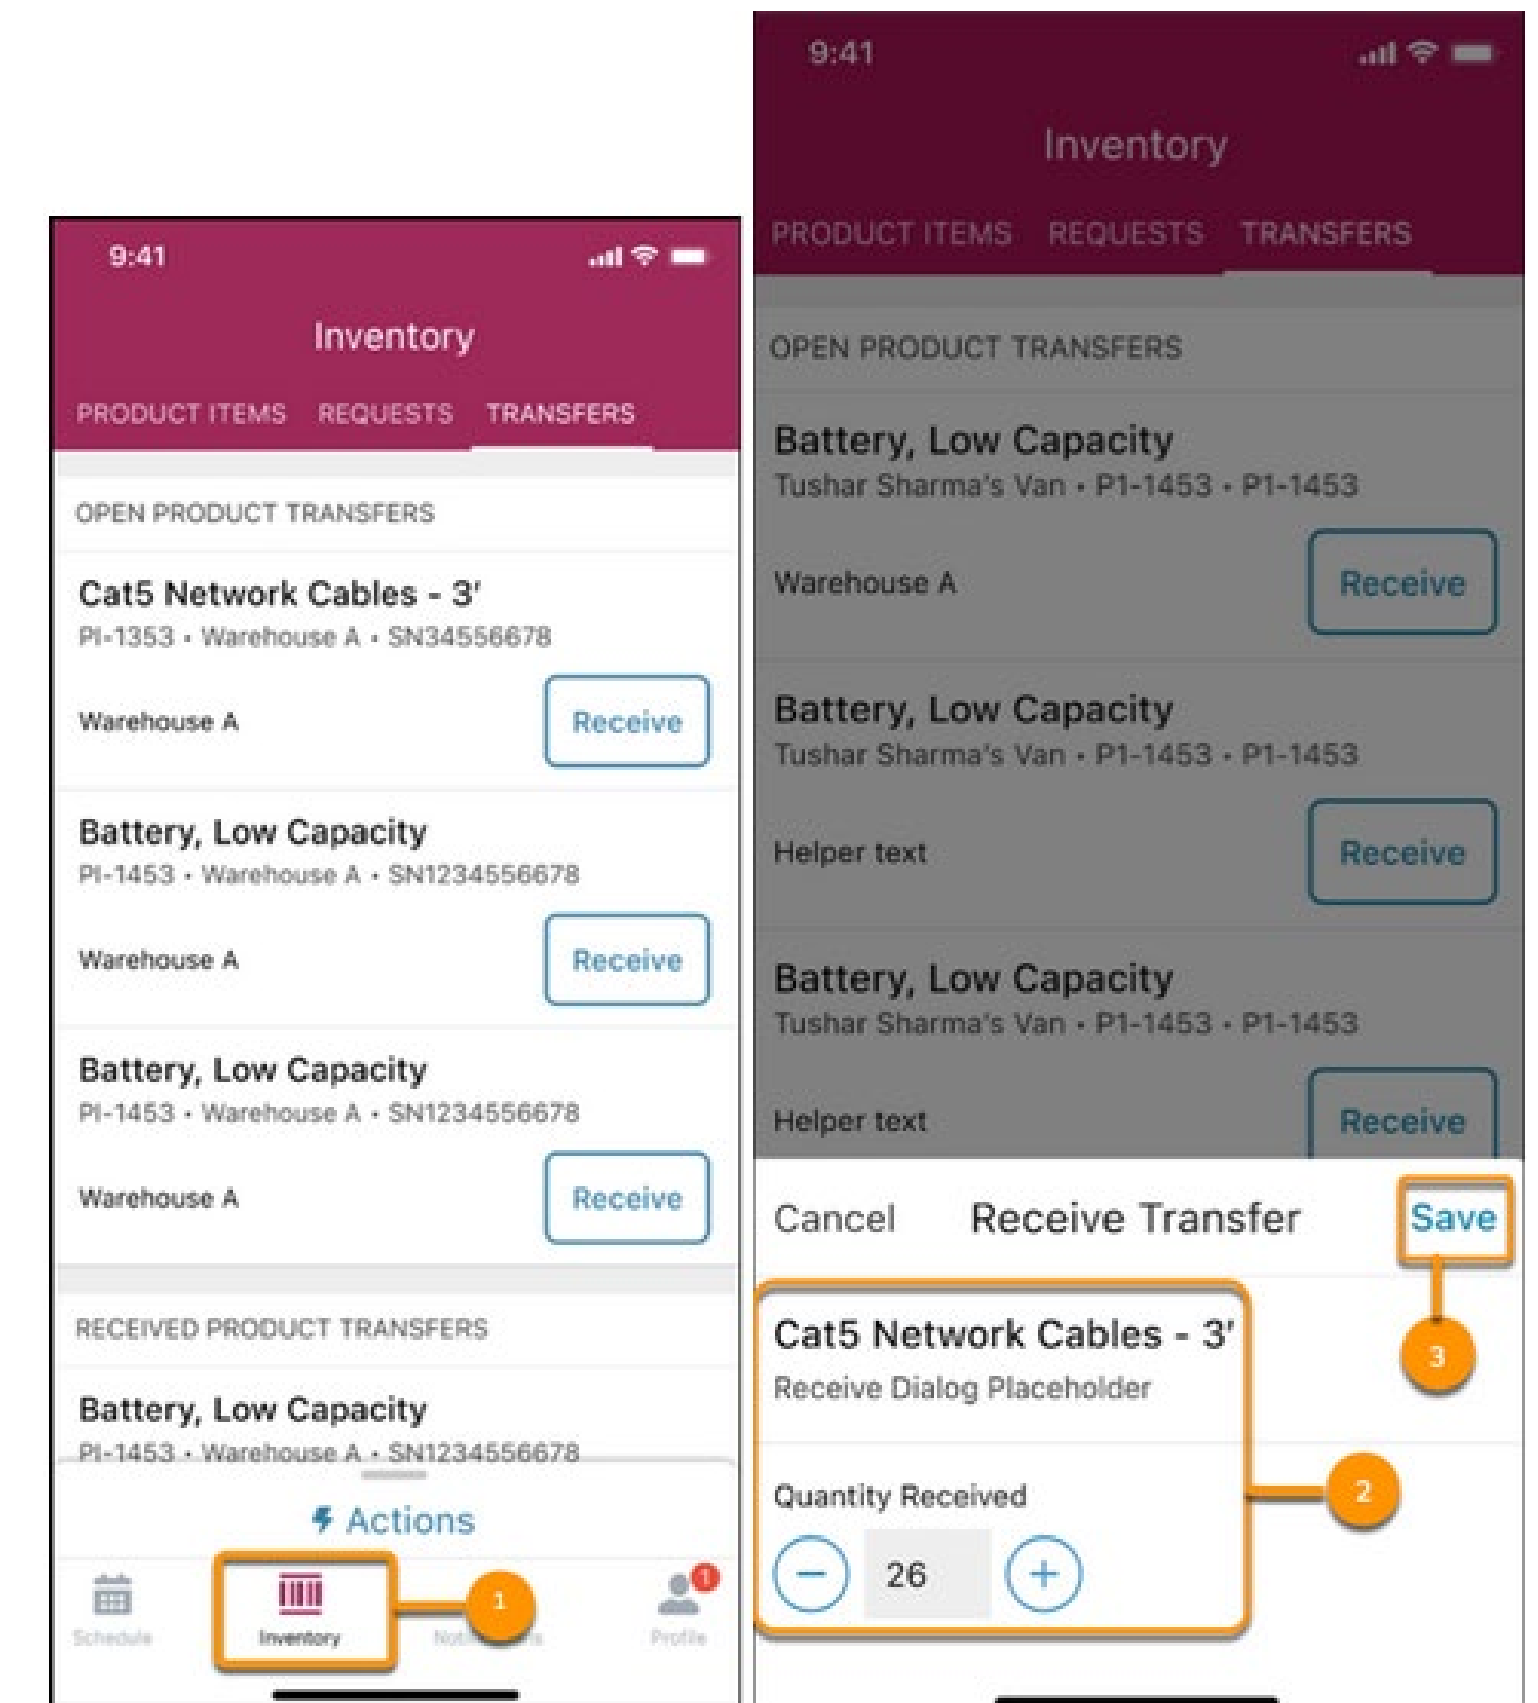 9:41
Inventory
PRODUCT ITEMS REQUESTS TRANSFERS
OPEN PRODUCT TRANSFERS
Cat5 Network Cables - 3'
PI-1353 • Warehouse A • SN34556678
Warehouse A Receive
Battery, Low Capacity
PI-1453 • Warehouse A • SN1234556678
Warehouse A Receive
Battery, Low Capacity
PI-1453 • Warehouse A • SN1234556678
Warehouse A Receive
RECEIVED PRODUCT TRANSFERS
Battery, Low Capacity
PI-1453 • Warehouse A • SN1234556678
Actions
1
1
Schedule Inventory Profile
9:41
Inventory
PRODUCT ITEMS REQUESTS TRANSFERS
OPEN PRODUCT TRANSFERS
Battery, Low Capacity
Tushar Sharma's Van • P1-1453 • P1-1453
Warehouse A Receive
Battery, Low Capacity
Tushar Sharma's Van • P1-1453 • P1-1453
Helper text Receive
Battery, Low Capacity
Tushar Sharma's Van • P1-1453 • P1-1453
Helper text Receive
Cancel Receive Transfer Save
3
Cat5 Network Cables - 3'
Receive Dialog Placeholder
Quantity Received
2
− 26 +